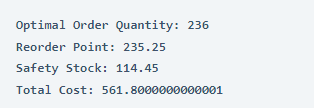 Optimal Order Quantity: 236
Reorder Point: 235.25
Safety Stock: 114.45
Total Cost: 561.8000000000001